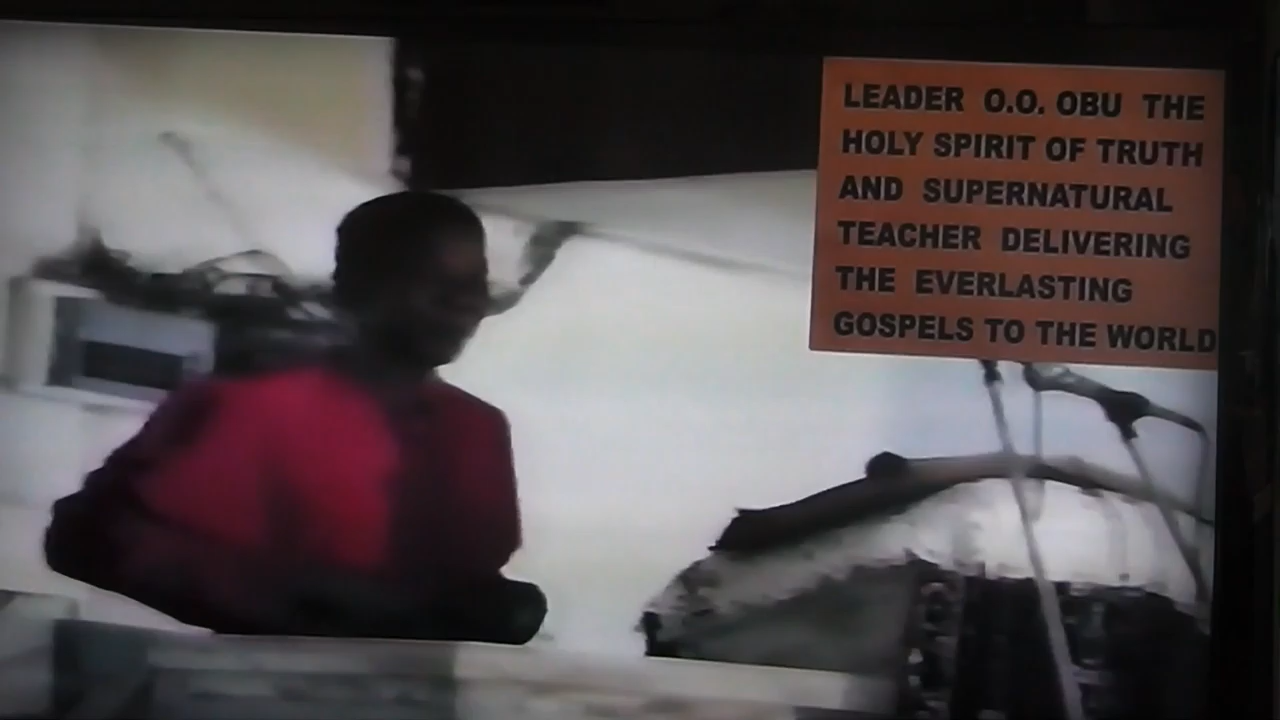 LEADER O.O. OBU THE
HOLY SPIRIT OF TRUTH
AND SUPERNATURAL
TEACHER DELIVERING
THE EVERLASTING
GOSPELS TO THE WORLD